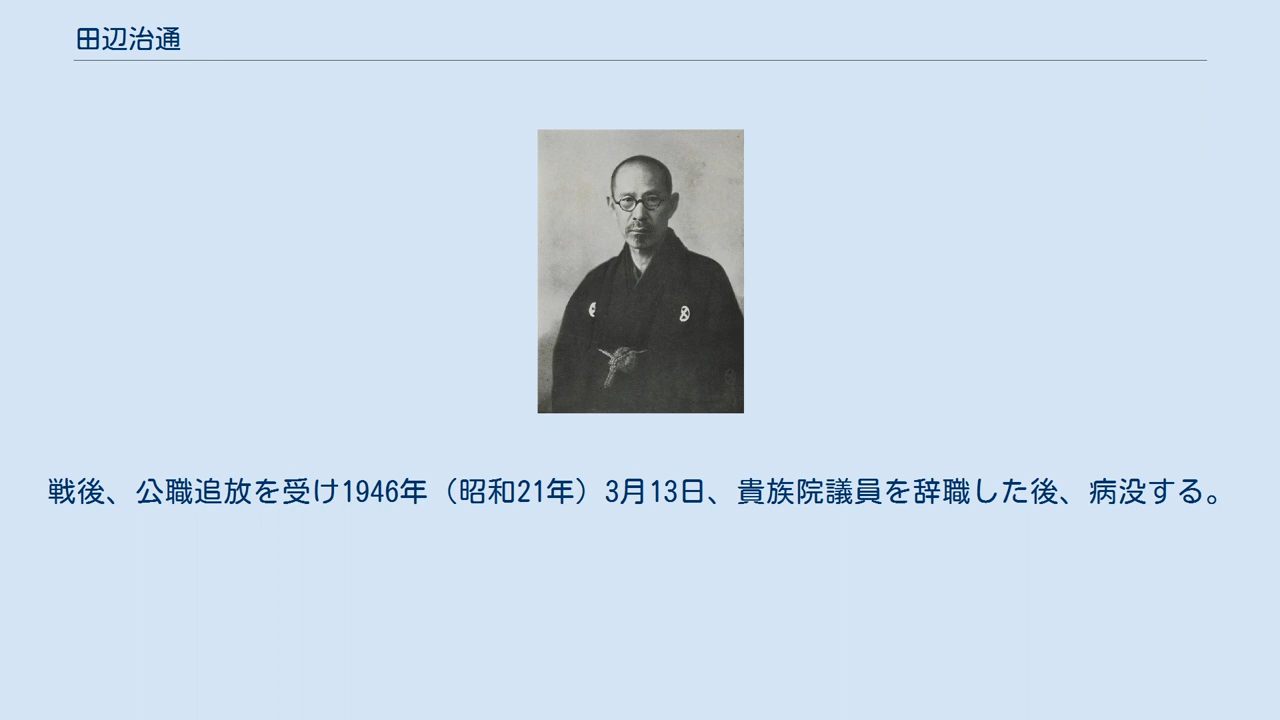 田辺治通
戦後、公職追放を受け1946年（昭和21年）3月13日、貴族院議員を辞職した後、病没する。